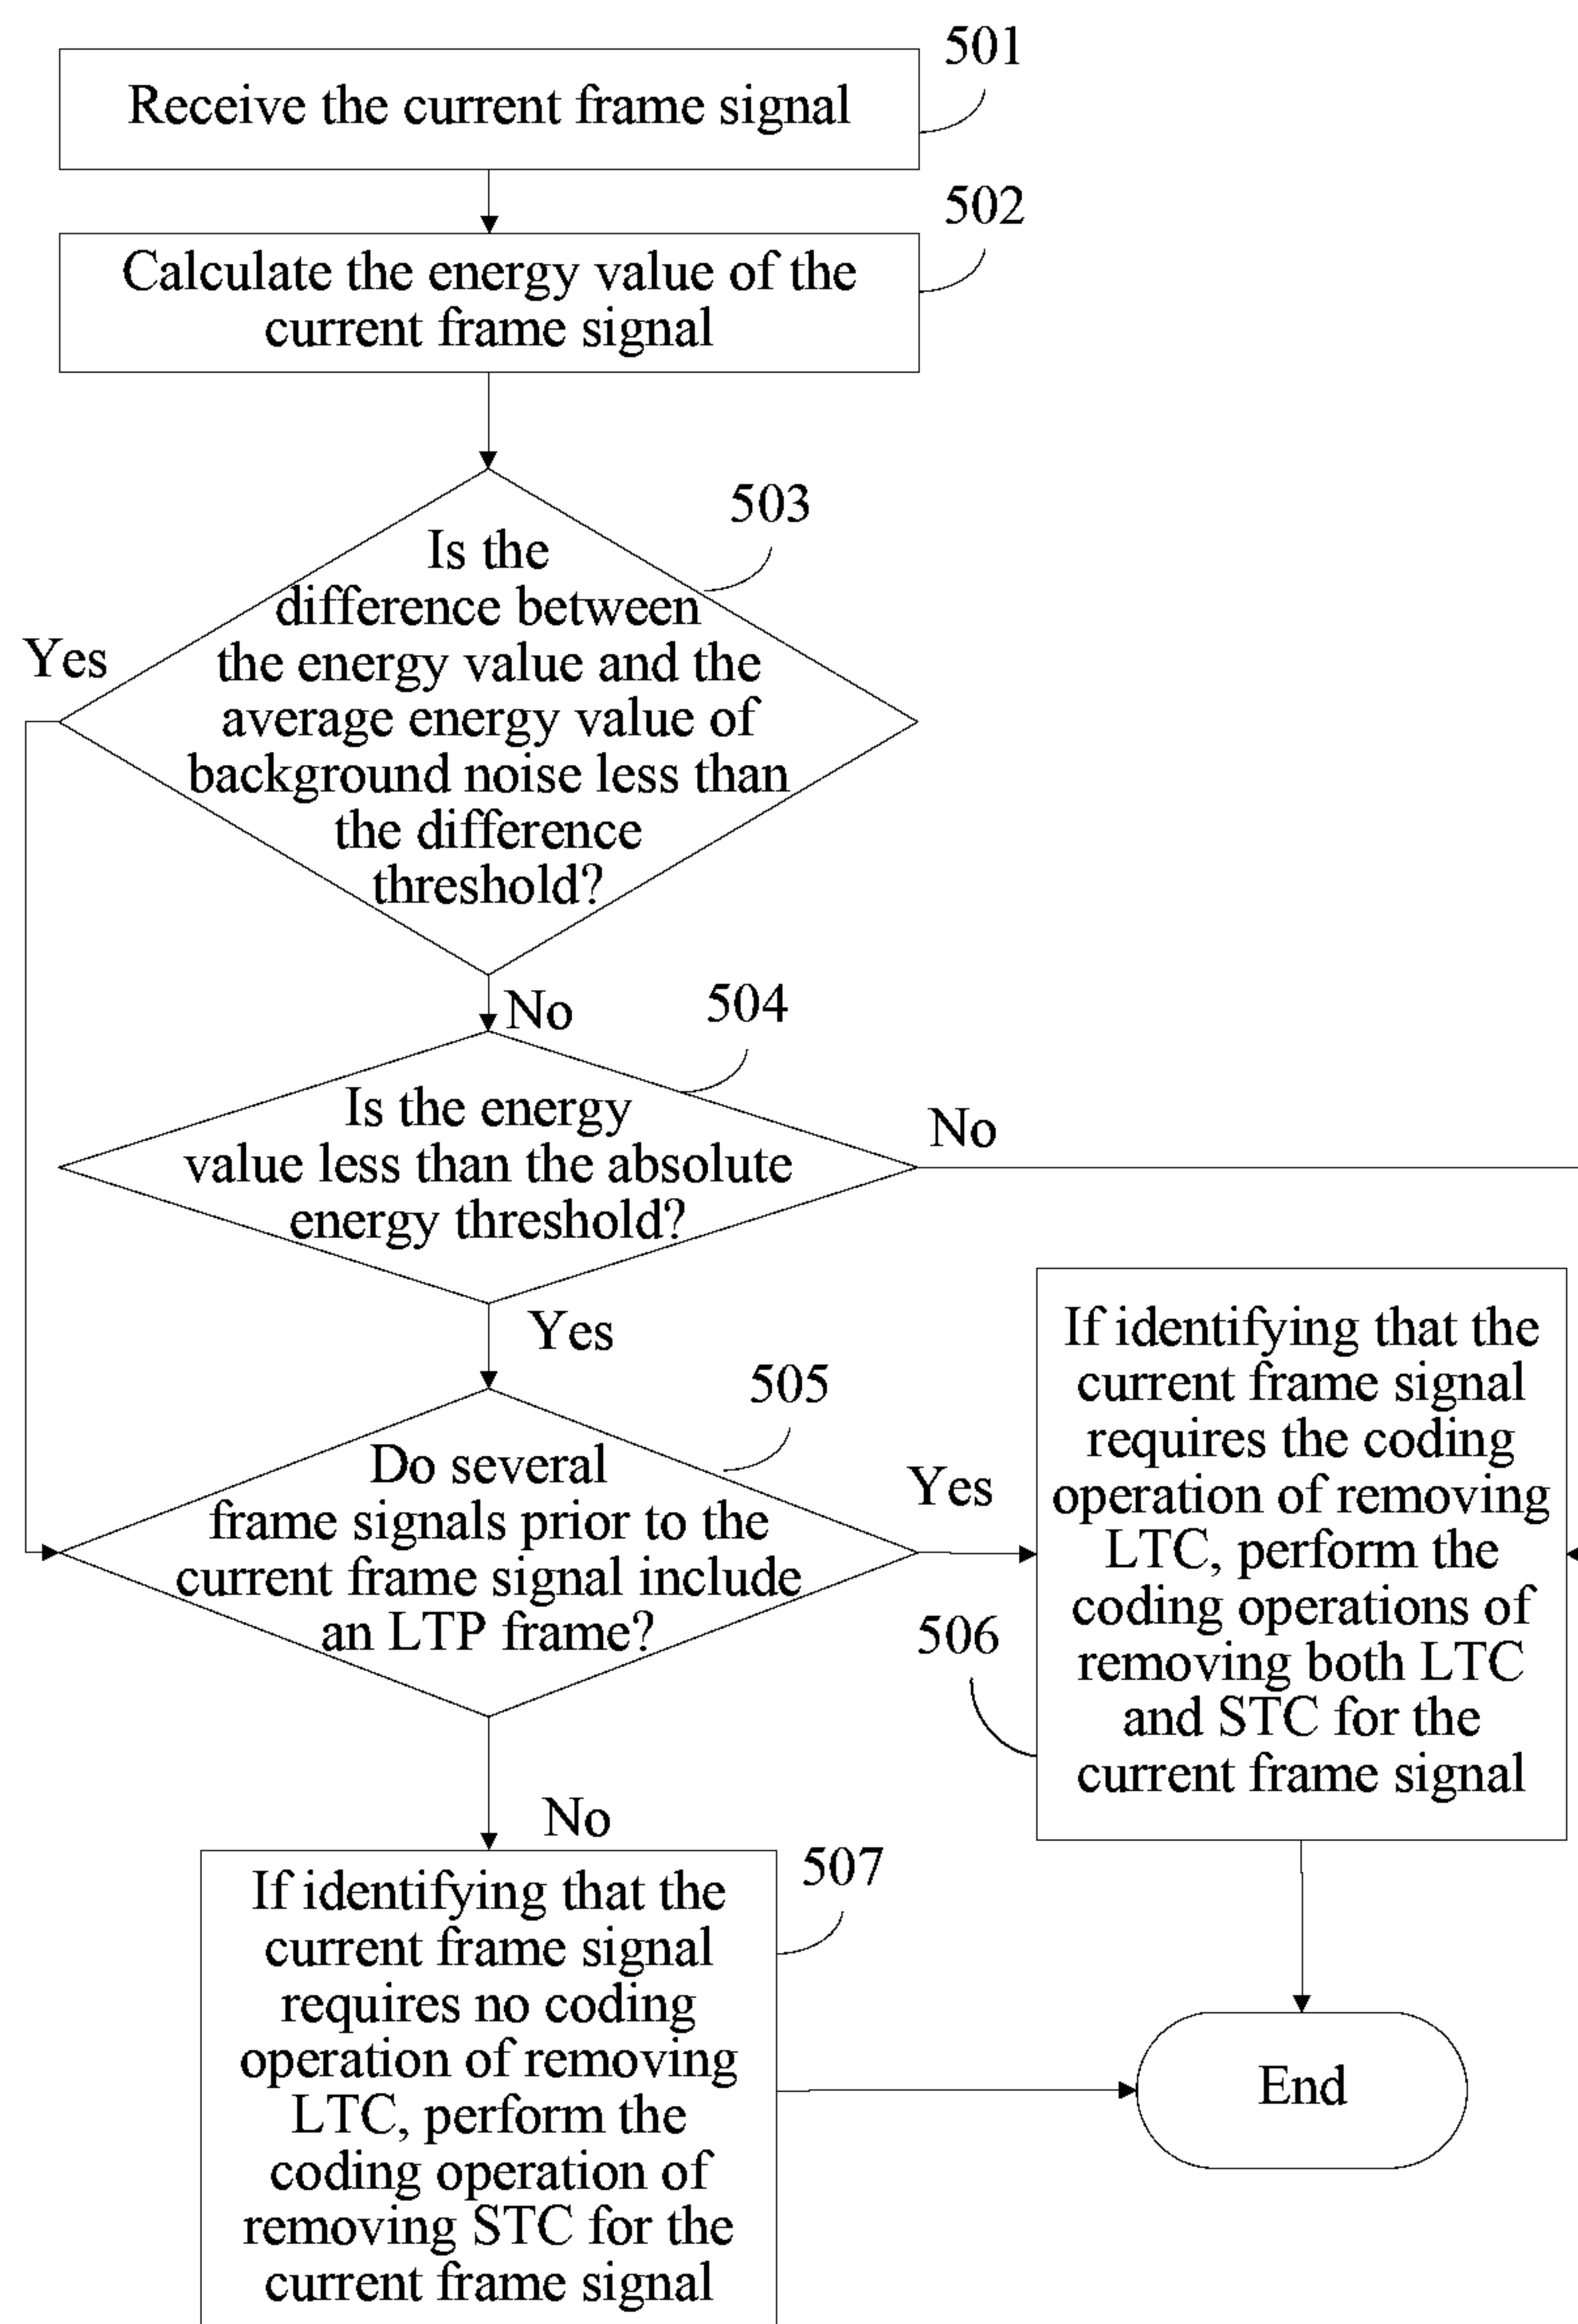 501
Receive the current frame signal
502
Calculate the energy value of the
current frame signal
503
Is the
difference between
the energy value and the
average energy value of
background noise less than
the difference
threshold?
Yes
No
504
Is the energy
value less than the absolute
energy threshold?
No
Yes
505
Do several
frame signals prior to the
current frame signal include
an LTP frame?
Yes
No
506
If identifying that the
current frame signal
requires the coding
operation of removing
LTC, perform the
coding operations of
removing both LTC
and STC for the
current frame signal
507
If identifying that the
current frame signal
requires no coding
operation of removing
LTC, perform the
coding operation of
removing STC for the
current frame signal
End